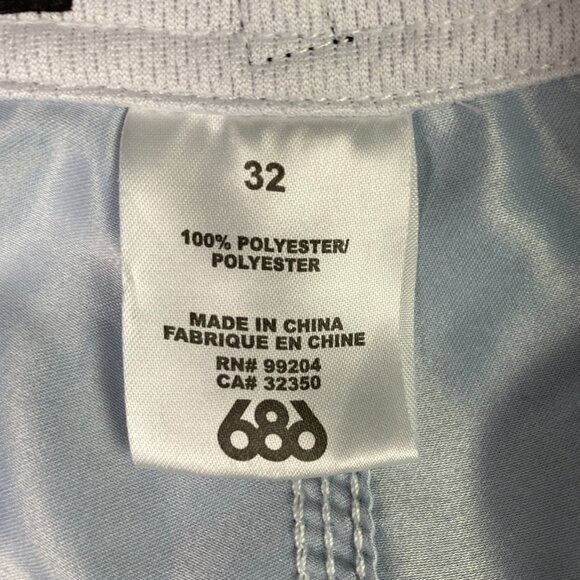 32
100% POLYESTER/
POLYESTER
MADE IN CHINA
FABRIQUE EN CHINE
RN# 99204
CA# 32350
686